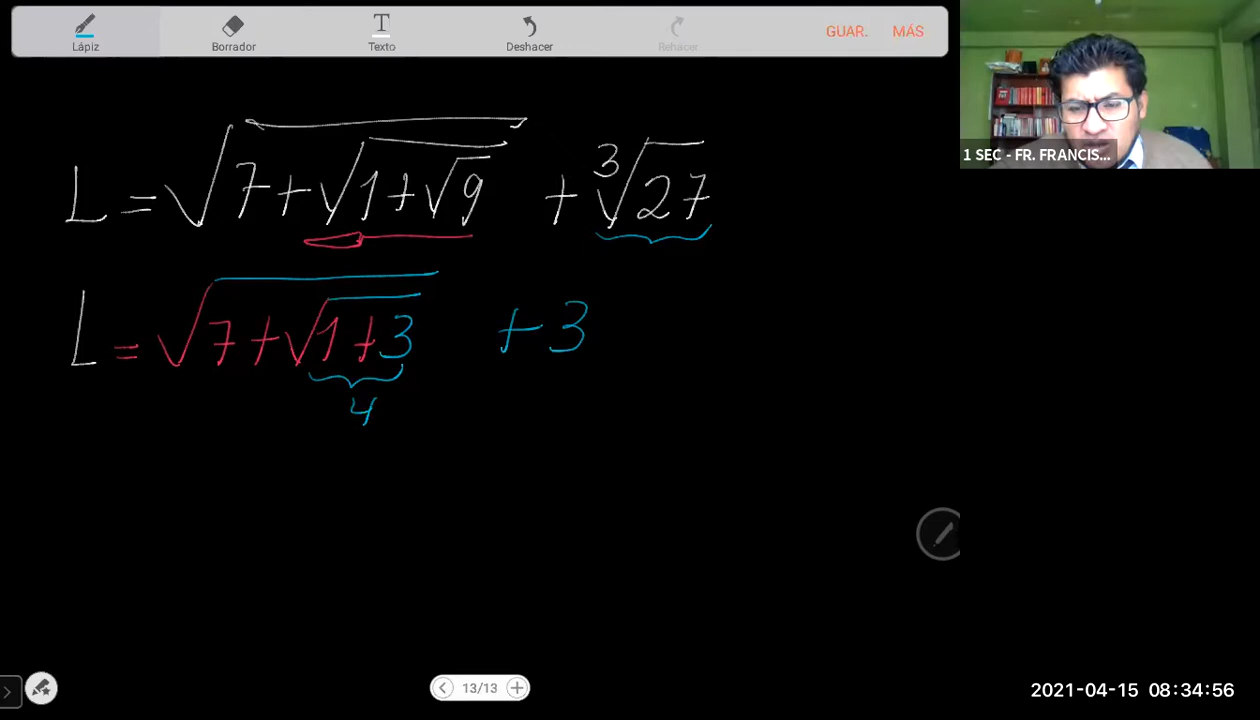 Lápiz Borrador Texto Deshacer Rehacer GUAR. MÁS
1 SEC - FR. FRANCIS...
L = √(7+√(1+√9)) + ³√27
L = √(7+√(1+3)) + 3
4
13/13
2021-04-15 08:34:56